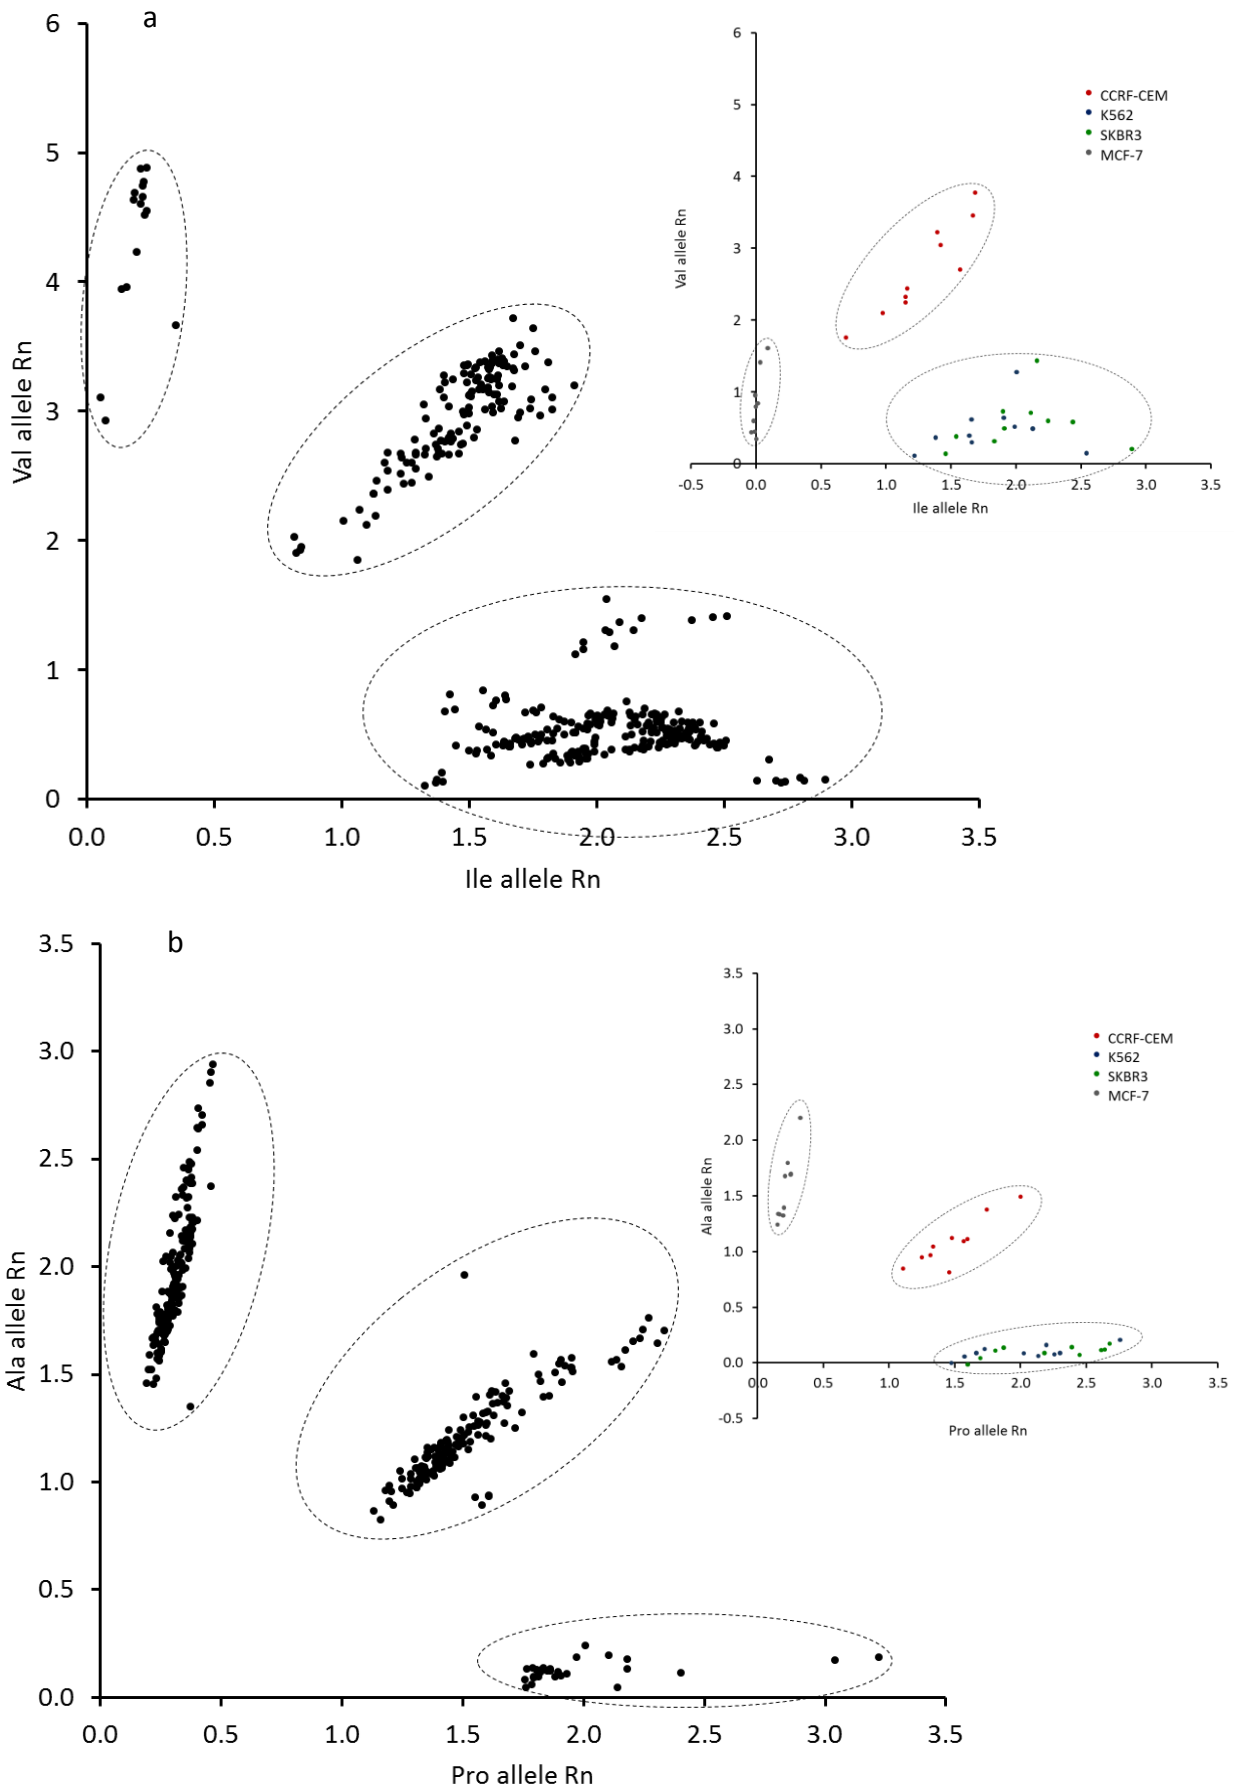 a
6
5
4
3
2
1
0
0.0 0.5 1.0 1.5 2.0 2.5 3.0 3.5
Val allele Rn
Ile allele Rn
6
5
4
3
2
1
0
-0.5 0.0 0.5 1.0 1.5 2.0 2.5 3.0 3.5
Val allele Rn
Ile allele Rn
CCRF-CEM
K562
SKBR3
MCF-7
b
3.5
3.0
2.5
2.0
1.5
1.0
0.5
0.0
0.0 0.5 1.0 1.5 2.0 2.5 3.0 3.5
Ala allele Rn
Pro allele Rn
3.5
3.0
2.5
2.0
1.5
1.0
0.5
0.0
-0.5
0.0 0.5 1.0 1.5 2.0 2.5 3.0 3.5
Ala allele Rn
Pro allele Rn
CCRF-CEM
K562
SKBR3
MCF-7